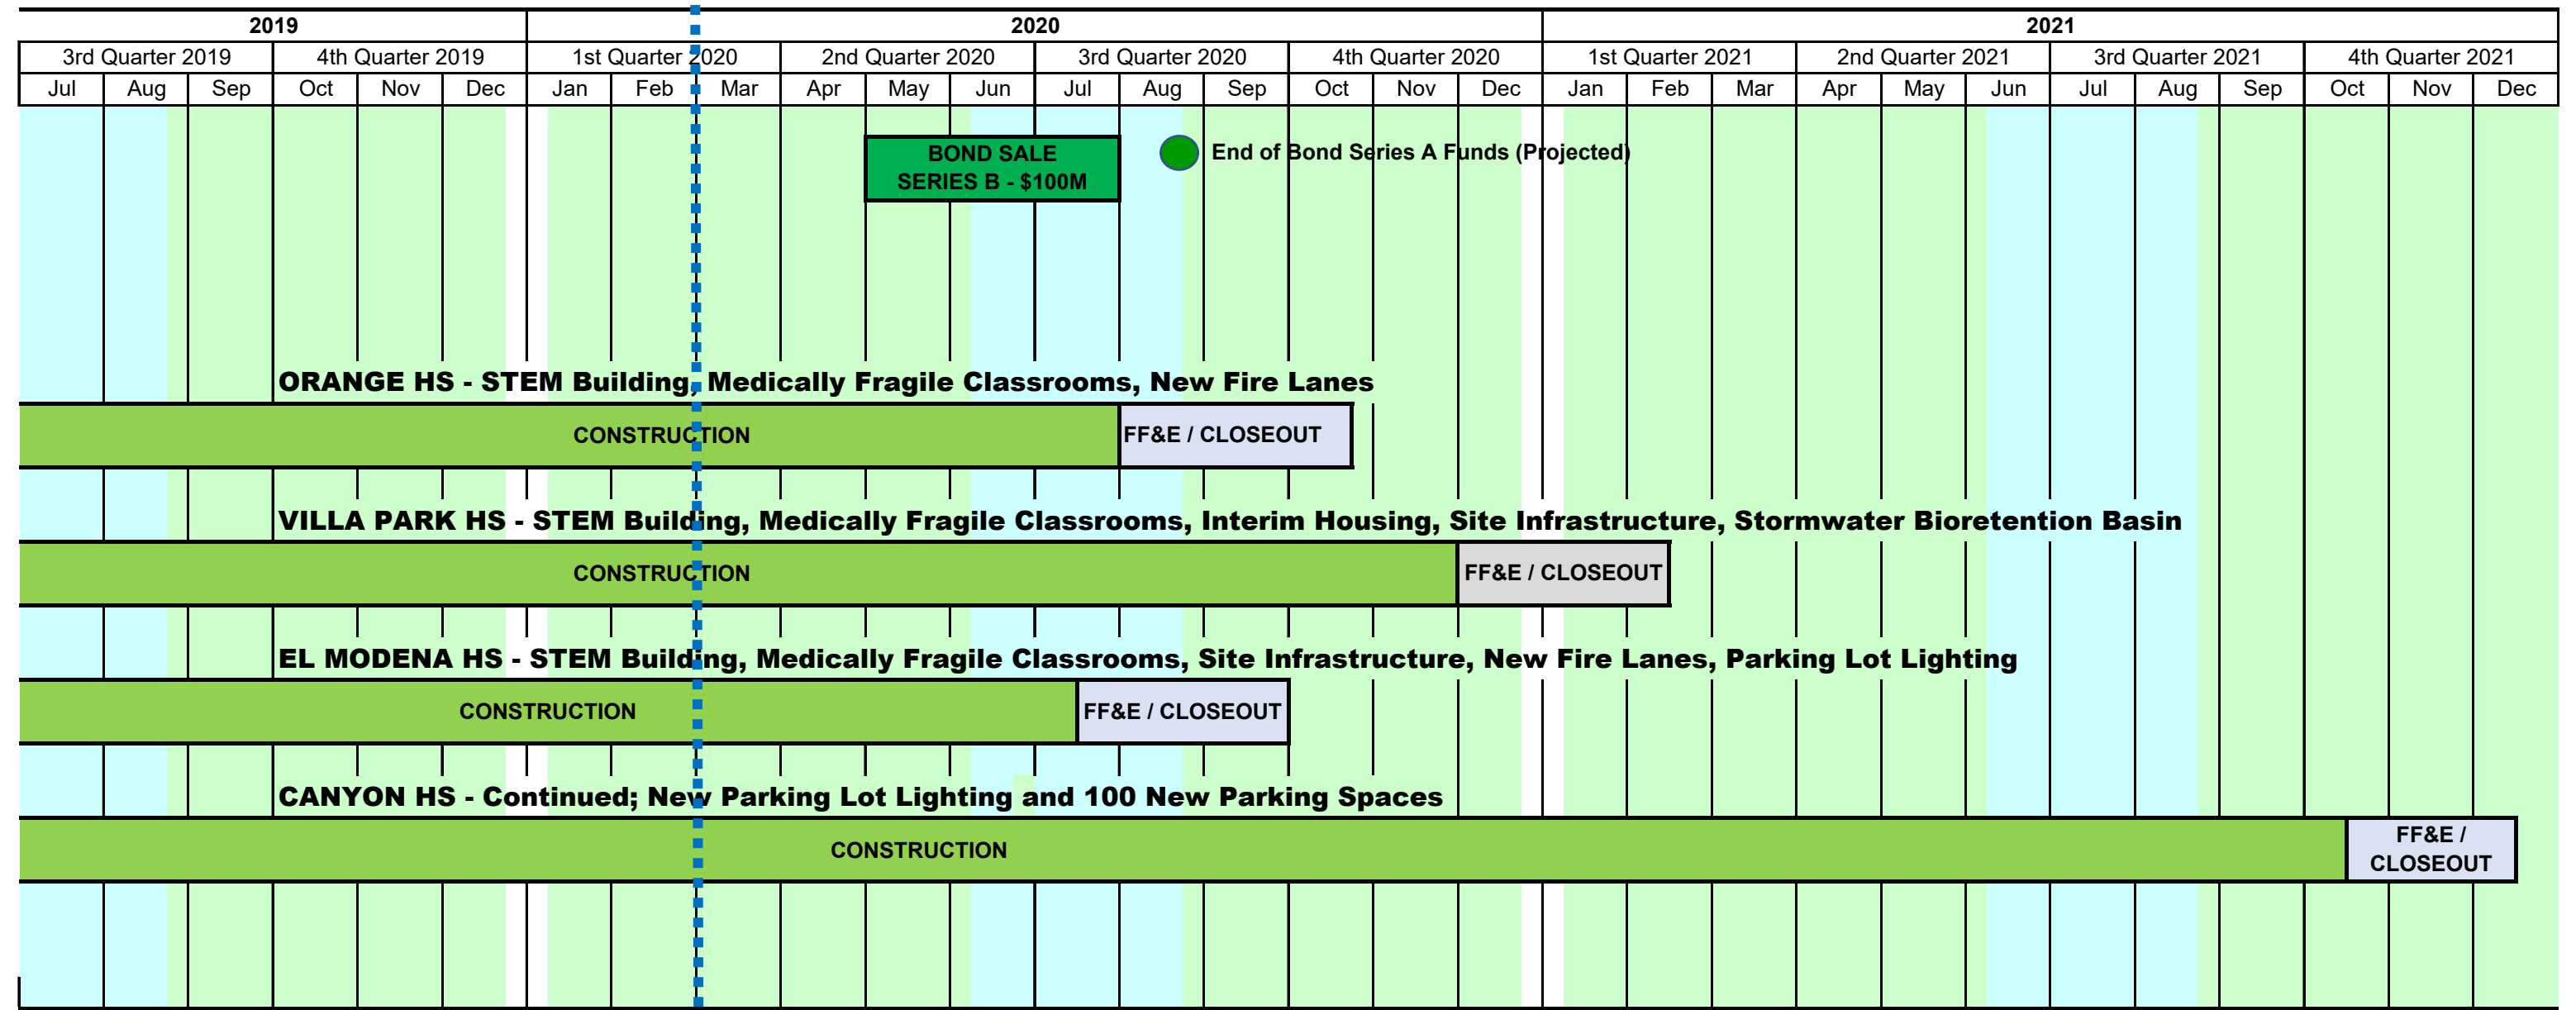 2019 2020 2021
3rd Quarter 2019 4th Quarter 2019 1st Quarter 2020 2nd Quarter 2020 3rd Quarter 2020 4th Quarter 2020 1st Quarter 2021 2nd Quarter 2021 3rd Quarter 2021 4th Quarter 2021
Jul Aug Sep Oct Nov Dec Jan Feb Mar Apr May Jun Jul Aug Sep Oct Nov Dec Jan Feb Mar Apr May Jun Jul Aug Sep Oct Nov Dec
BOND SALE
SERIES B - $100M
End of Bond Series A Funds (Projected)
ORANGE HS - STEM Building, Medically Fragile Classrooms, New Fire Lanes
CONSTRUCTION FF&E / CLOSEOUT
VILLA PARK HS - STEM Building, Medically Fragile Classrooms, Interim Housing, Site Infrastructure, Stormwater Bioretention Basin
CONSTRUCTION FF&E / CLOSEOUT
EL MODENA HS - STEM Building, Medically Fragile Classrooms, Site Infrastructure, New Fire Lanes, Parking Lot Lighting
CONSTRUCTION FF&E / CLOSEOUT
CANYON HS - Continued; New Parking Lot Lighting and 100 New Parking Spaces
CONSTRUCTION
FF&E /
CLOSEOUT